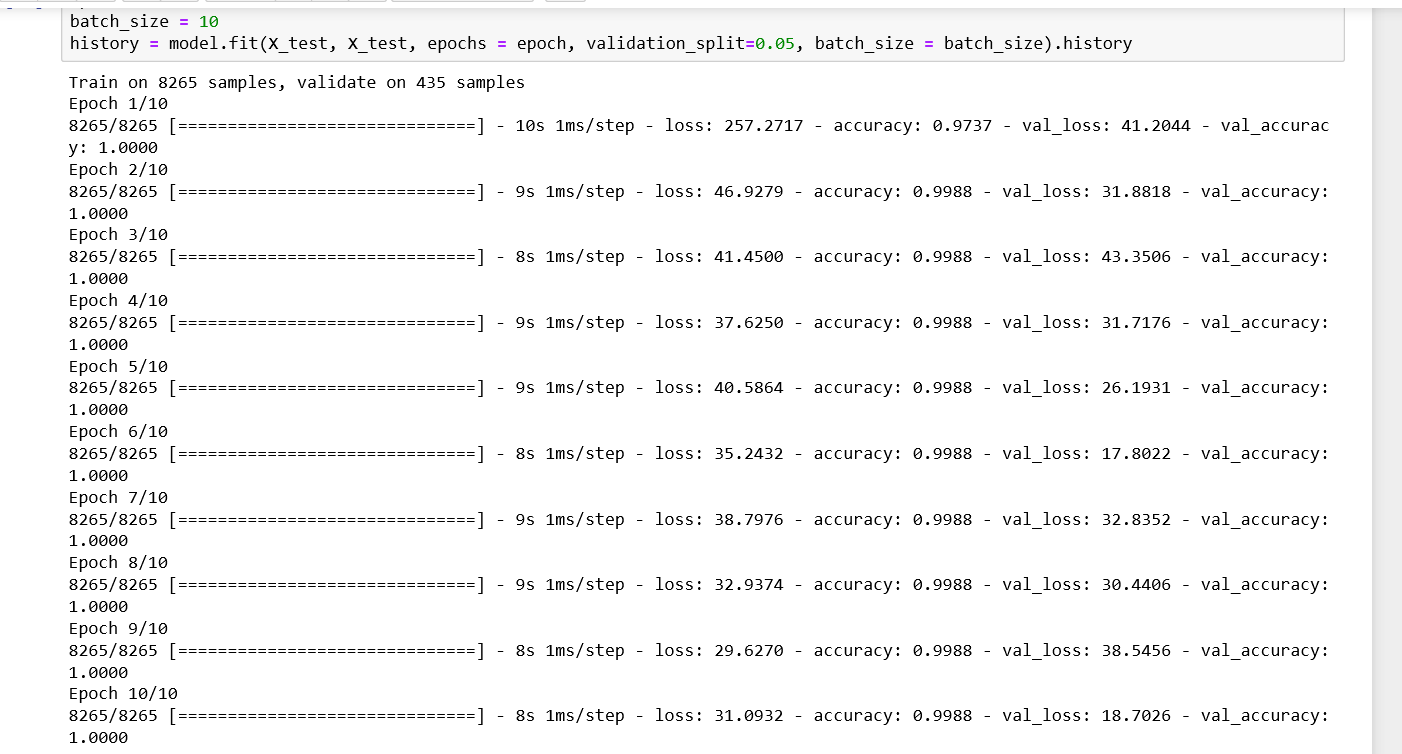 batch_size = 10
history = model.fit(X_test, X_test, epochs = epoch, validation_split=0.05, batch_size = batch_size).history
Train on 8265 samples, validate on 435 samples
Epoch 1/10
8265/8265 [==============================] - 10s 1ms/step - loss: 257.2717 - accuracy: 0.9737 - val_loss: 41.2044 - val_accurac
y: 1.0000
Epoch 2/10
8265/8265 [==============================] - 9s 1ms/step - loss: 46.9279 - accuracy: 0.9988 - val_loss: 31.8818 - val_accuracy:
1.0000
Epoch 3/10
8265/8265 [==============================] - 8s 1ms/step - loss: 41.4500 - accuracy: 0.9988 - val_loss: 43.3506 - val_accuracy:
1.0000
Epoch 4/10
8265/8265 [==============================] - 9s 1ms/step - loss: 37.6250 - accuracy: 0.9988 - val_loss: 31.7176 - val_accuracy:
1.0000
Epoch 5/10
8265/8265 [==============================] - 9s 1ms/step - loss: 40.5864 - accuracy: 0.9988 - val_loss: 26.1931 - val_accuracy:
1.0000
Epoch 6/10
8265/8265 [==============================] - 8s 1ms/step - loss: 35.2432 - accuracy: 0.9988 - val_loss: 17.8022 - val_accuracy:
1.0000
Epoch 7/10
8265/8265 [==============================] - 9s 1ms/step - loss: 38.7976 - accuracy: 0.9988 - val_loss: 32.8352 - val_accuracy:
1.0000
Epoch 8/10
8265/8265 [==============================] - 9s 1ms/step - loss: 32.9374 - accuracy: 0.9988 - val_loss: 30.4406 - val_accuracy:
1.0000
Epoch 9/10
8265/8265 [==============================] - 8s 1ms/step - loss: 29.6270 - accuracy: 0.9988 - val_loss: 38.5456 - val_accuracy:
1.0000
Epoch 10/10
8265/8265 [==============================] - 8s 1ms/step - loss: 31.0932 - accuracy: 0.9988 - val_loss: 18.7026 - val_accuracy:
1.0000